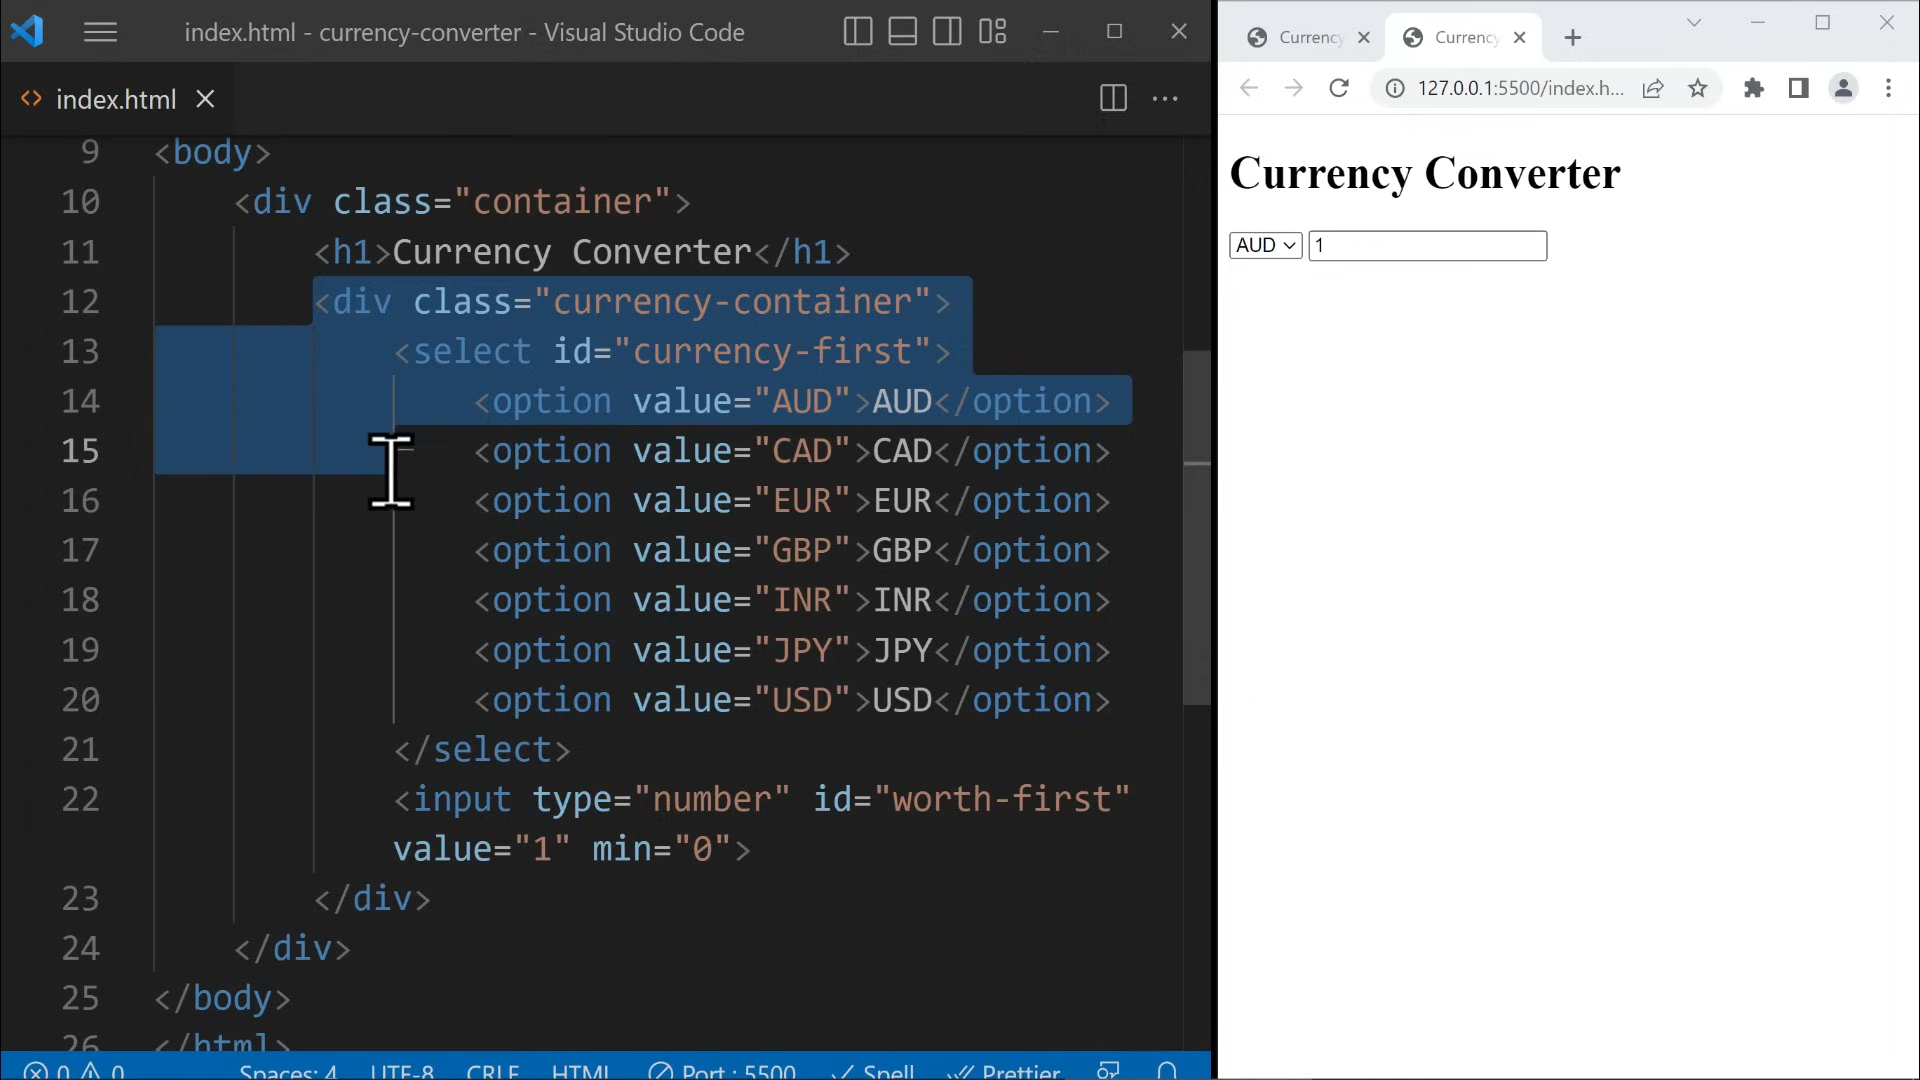 index.html - currency-converter - Visual Studio Code
index.html
9 <body>
10 <div class="container">
11 <h1>Currency Converter</h1>
12 <div class="currency-container">
13 <select id="currency-first">
14 <option value="AUD">AUD</option>
15 <option value="CAD">CAD</option>
16 <option value="EUR">EUR</option>
17 <option value="GBP">GBP</option>
18 <option value="INR">INR</option>
19 <option value="JPY">JPY</option>
20 <option value="USD">USD</option>
21 </select>
22 <input type="number" id="worth-first"
value="1" min="0">
23 </div>
24 </div>
25 </body>
26 </html>
0 0 Spaces: 4 UTF-8 CRLF HTML Port : 5500 Spell Prettier
Currency
Currency
127.0.0.1:5500/index.h...
Currency Converter
AUD 1